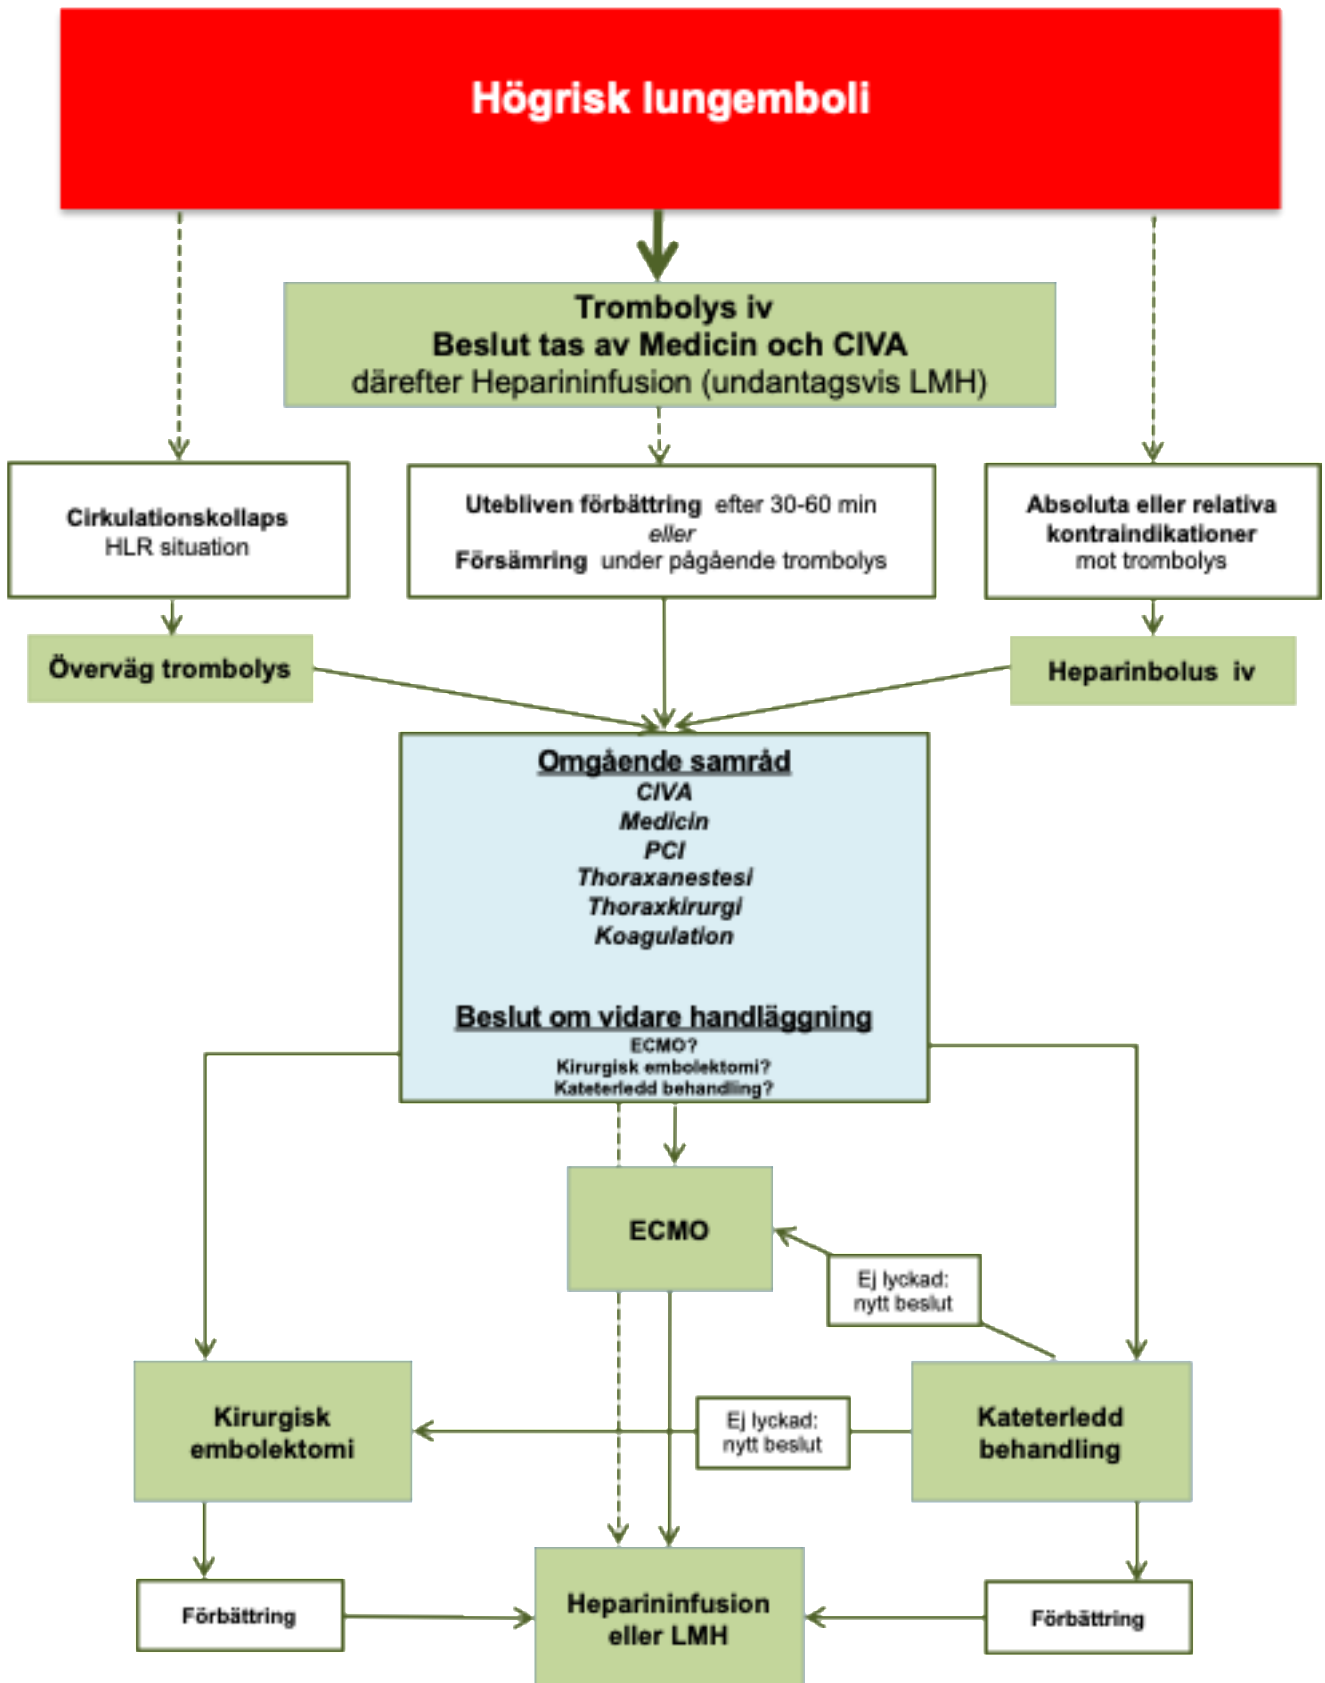 Högrisk lungemboli
Trombolys iv
Beslut tas av Medicin och CIVA
därefter Heparininfusion (undantagsvis LMH)
Cirkulationskollaps
HLR situation
Utebliven förbättring efter 30-60 min
eller
Försämring under pågående trombolys
Absoluta eller relativa
kontraindikationer
mot trombolys
Överväg trombolys
Heparinbolus iv
Omgående samråd
CIVA
Medicin
PCI
Thoraxanestesi
Thoraxkirurgi
Koagulation
Beslut om vidare handläggning
ECMO?
Kirurgisk embolektomi?
Kateterledd behandling?
ECMO
Ej lyckad:
nytt beslut
Kirurgisk
embolektomi
Ej lyckad:
nytt beslut
Kateterledd
behandling
Förbättring
Heparininfusion
eller LMH
Förbättring